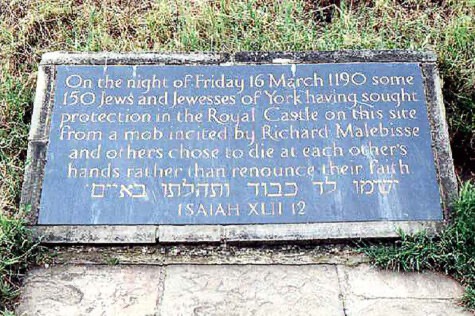 On the night of Friday 16 March 1190 some
150 Jews and Jewesses of York having sought
protection in the Royal Castle on this site
from a mob incited by Richard Malebisse
and others chose to die at each other's
hands rather than renounce their faith
ישימו לד' כבוד ותהלתו באיים
ISAIAH XLII 12